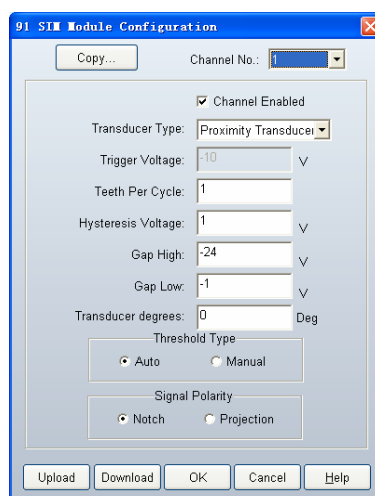 91 SIM Module Configuration
Copy... Channel No.: 1
Channel Enabled
Transducer Type: Proximity Transducer
Trigger Voltage: -10 V
Teeth Per Cycle: 1
Hysteresis Voltage: 1 V
Gap High: -24 V
Gap Low: -1 V
Transducer degrees: 0 Deg
Threshold Type
Auto Manual
Signal Polarity
Notch Projection
Upload Download OK Cancel Help